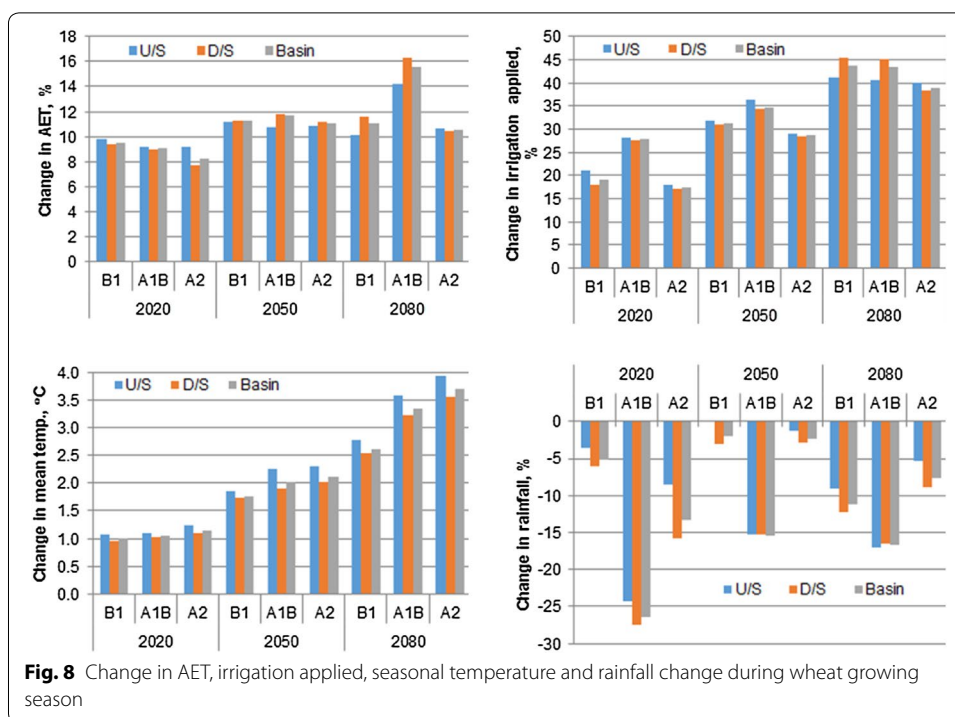 Change in AET, %
18
16
14
12
10
8
6
4
2
0
U/S D/S Basin
B1 A1B A2 B1 A1B A2 B1 A1B A2
2020 2050 2080
Change in irrigation applied, %
50
45
40
35
30
25
20
15
10
5
0
U/S D/S Basin
B1 A1B A2 B1 A1B A2 B1 A1B A2
2020 2050 2080
Change in mean temp., °C
4.0
3.5
3.0
2.5
2.0
1.5
1.0
0.5
0.0
U/S D/S Basin
B1 A1B A2 B1 A1B A2 B1 A1B A2
2020 2050 2080
Change in rainfall, %
2020 2050 2080
B1 A1B A2 B1 A1B A2 B1 A1B A2
0
-5
-10
-15
-20
-25
-30
U/S D/S Basin
Fig. 8 Change in AET, irrigation applied, seasonal temperature and rainfall change during wheat growing
season